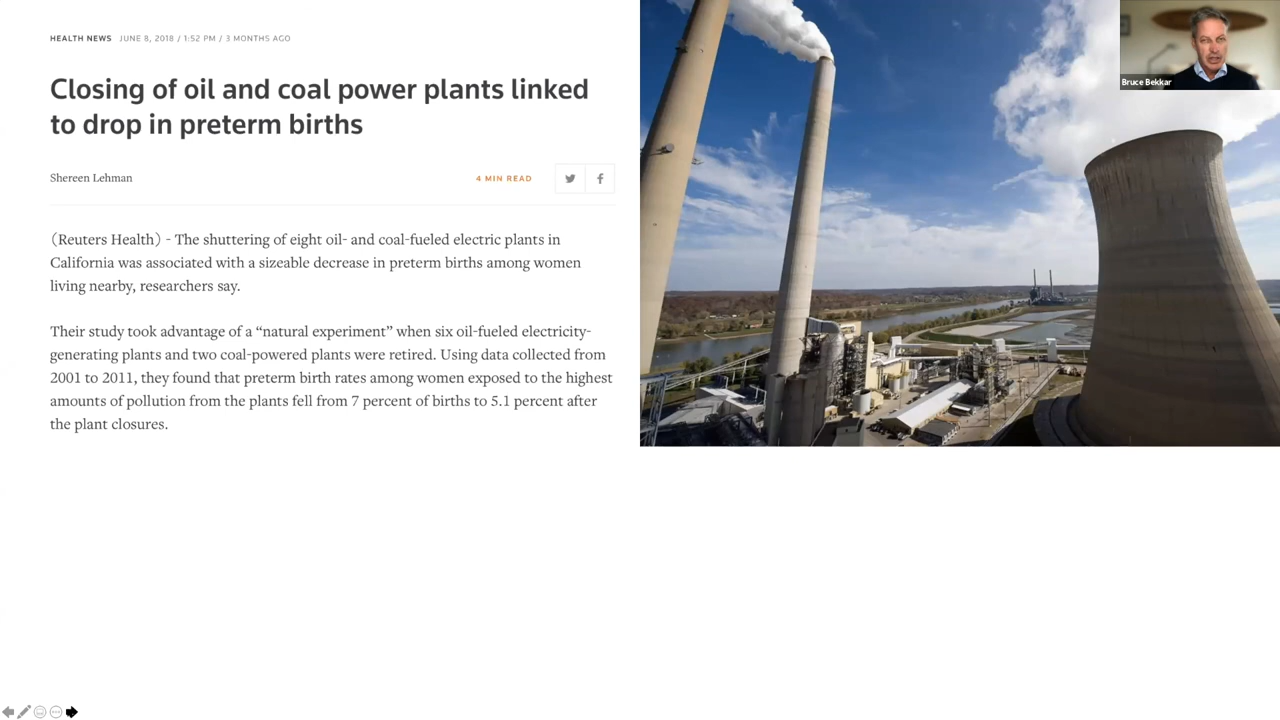 HEALTH NEWS JUNE 8, 2018 / 1:52 PM / 3 MONTHS AGO
Closing of oil and coal power plants linked
to drop in preterm births
Shereen Lehman
4 MIN READ
(Reuters Health) - The shuttering of eight oil- and coal-fueled electric plants in
California was associated with a sizeable decrease in preterm births among women
living nearby, researchers say.
Their study took advantage of a “natural experiment” when six oil-fueled electricity-
generating plants and two coal-powered plants were retired. Using data collected from
2001 to 2011, they found that preterm birth rates among women exposed to the highest
amounts of pollution from the plants fell from 7 percent of births to 5.1 percent after
the plant closures.
Bruce Bekkar